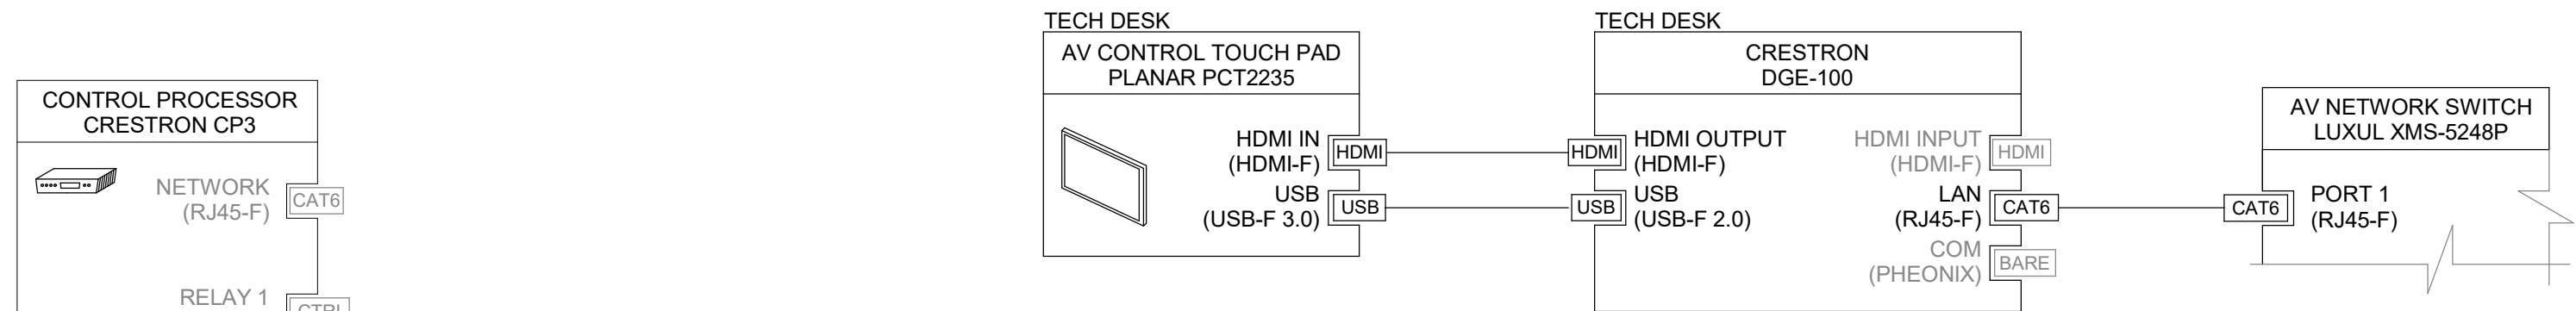 CONTROL PROCESSOR
CRESTRON CP3
NETWORK
(RJ45-F)
CAT6
RELAY 1
CTRL
TECH DESK
AV CONTROL TOUCH PAD
PLANAR PCT2235
HDMI IN
(HDMI-F)
HDMI
USB
(USB-F 3.0)
USB
TECH DESK
CRESTRON
DGE-100
HDMI
HDMI OUTPUT
(HDMI-F)
USB
USB
(USB-F 2.0)
HDMI INPUT
(HDMI-F)
HDMI
LAN
(RJ45-F)
CAT6
COM
(PHEONIX)
BARE
AV NETWORK SWITCH
LUXUL XMS-5248P
CAT6
PORT 1
(RJ45-F)